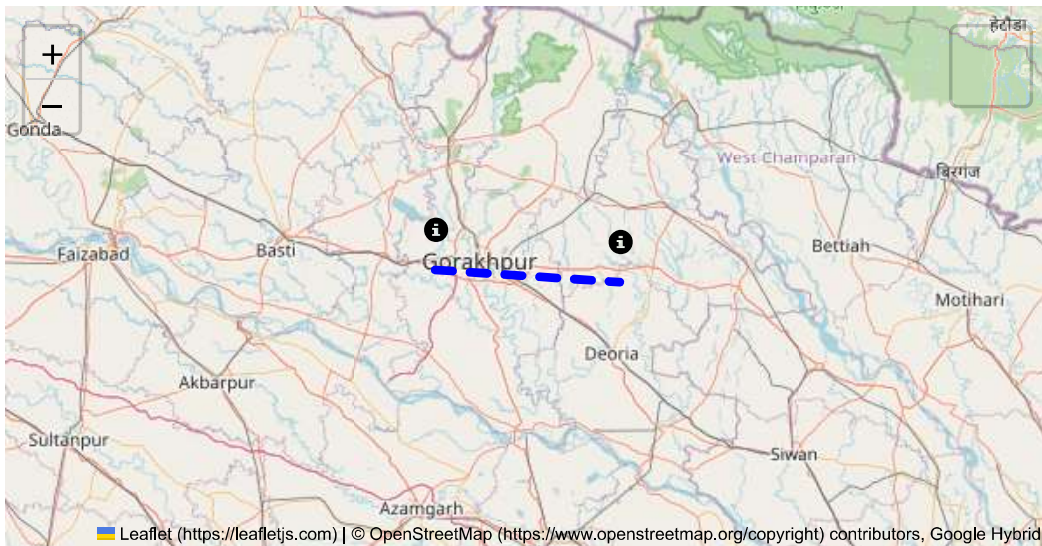 हेटौडा
+
−
Gonda
West Champaran
बिरगंज
Faizabad
Basti
Gorakhpur
Bettiah
Motihari
Deoria
Akbarpur
Sultanpur
Siwan
Azamgarh
Leaflet (https://leafletjs.com) | © OpenStreetMap (https://www.openstreetmap.org/copyright) contributors, Google Hybrid